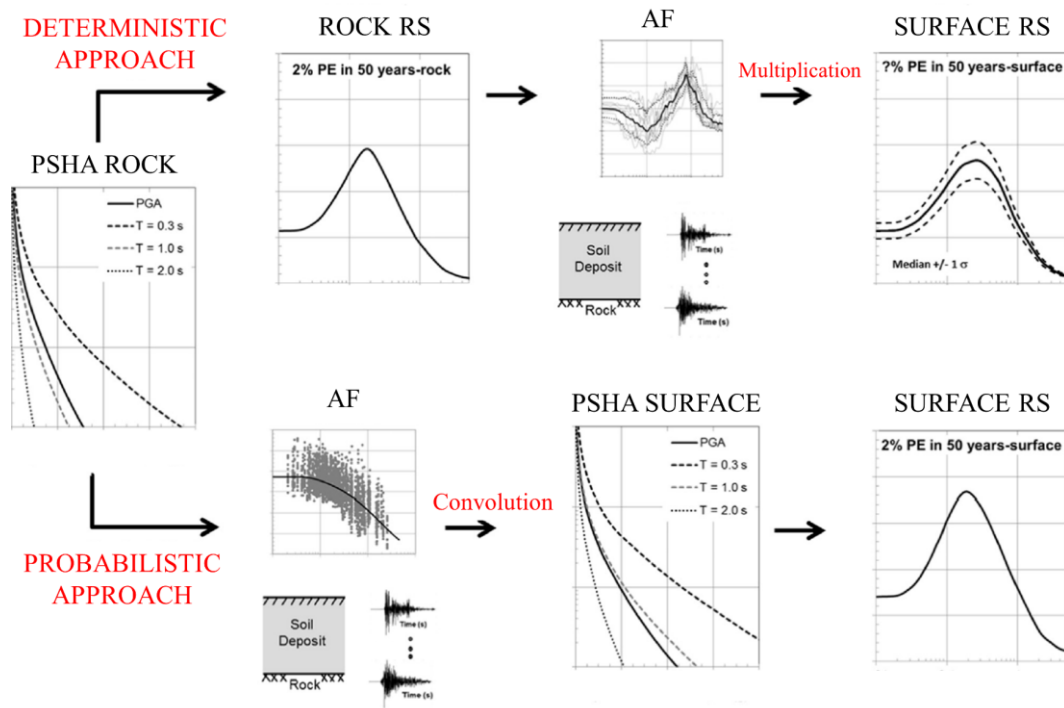 DETERMINISTIC
APPROACH
ROCK RS
2% PE in 50 years-rock
AF
Multiplication
SURFACE RS
?% PE in 50 years-surface
Median +/- 1 σ
PSHA ROCK
PGA
T = 0.3 s
T = 1.0 s
T = 2.0 s
Soil
Deposit
Rock
Time (s)
Time (s)
PROBABILISTIC
APPROACH
AF
Soil
Deposit
Rock
Time (s)
Time (s)
Convolution
PSHA SURFACE
PGA
T = 0.3 s
T = 1.0 s
T = 2.0 s
SURFACE RS
2% PE in 50 years-surface